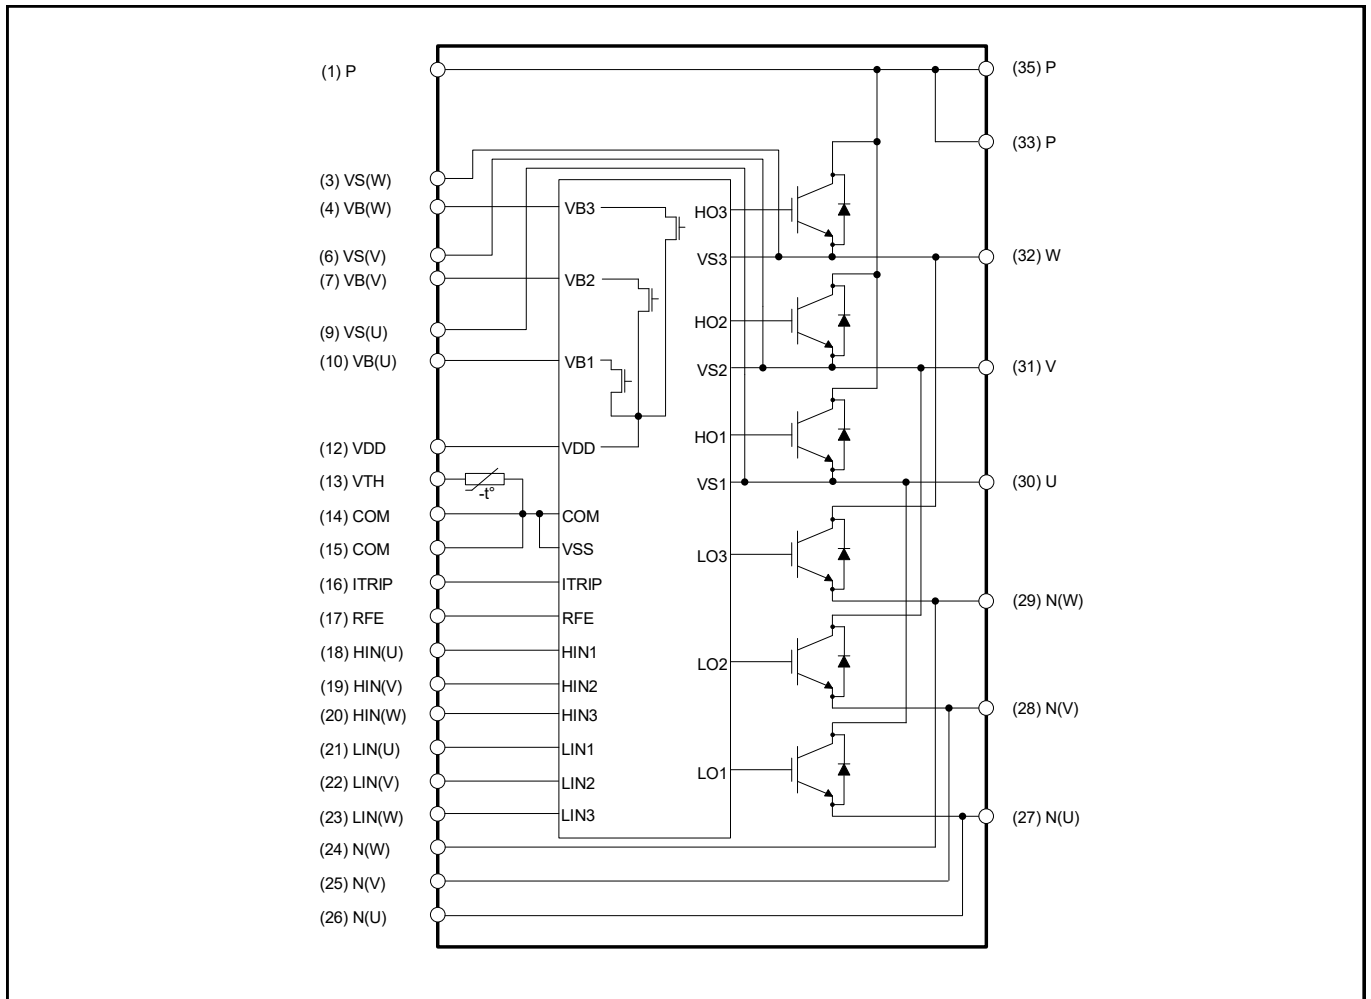 (1) P
(3) VS(W)
(4) VB(W)
(6) VS(V)
(7) VB(V)
(9) VS(U)
(10) VB(U)
(12) VDD
(13) VTH
(14) COM
(15) COM
(16) ITRIP
(17) RFE
(18) HIN(U)
(19) HIN(V)
(20) HIN(W)
(21) LIN(U)
(22) LIN(V)
(23) LIN(W)
(24) N(W)
(25) N(V)
(26) N(U)
-t°
VB3
VB2
VB1
VDD
COM
VSS
ITRIP
RFE
HIN1
HIN2
HIN3
LIN1
LIN2
LIN3
HO3
VS3
HO2
VS2
HO1
VS1
LO3
LO2
LO1
(35) P
(33) P
(32) W
(31) V
(30) U
(29) N(W)
(28) N(V)
(27) N(U)